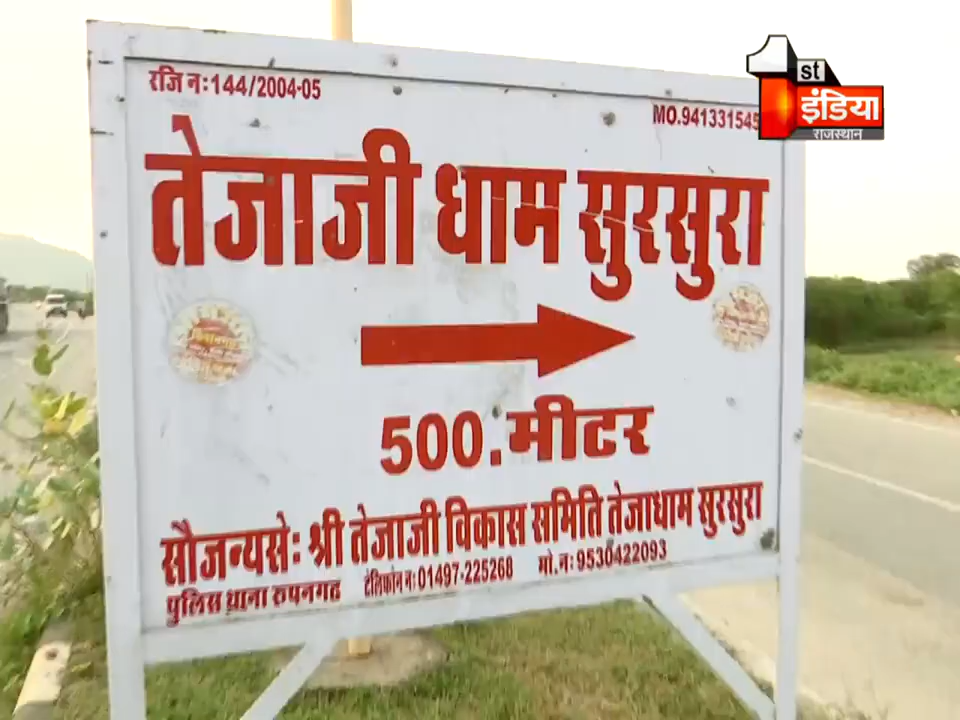 रजि न: 144/2004-05
MO.941331545
1st
इंडिया
राजस्थान
तेजाजी धाम सुरसुरा
500. मीटर
सौजन्यसे: श्री तेजाजी विकास समिति तेजाधाम सुरसुरा
पुलिस थाना रुपनगढ टेलिफोन न: 01497-225268 मो.न: 9530422093